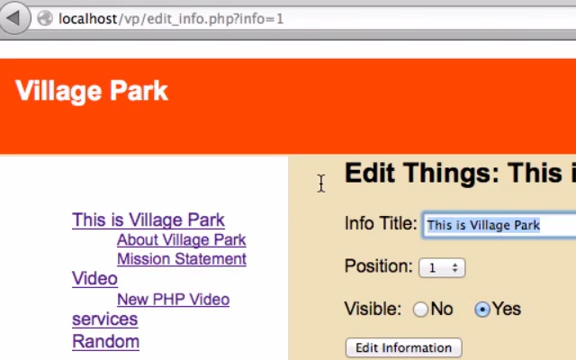 localhost/vp/edit_info.php?info=1
Village Park
This is Village Park
About Village Park
Mission Statement
Video
New PHP Video
services
Random
Edit Things: This i
Info Title: This is Village Park
Position: 1
Visible: No Yes
Edit Information